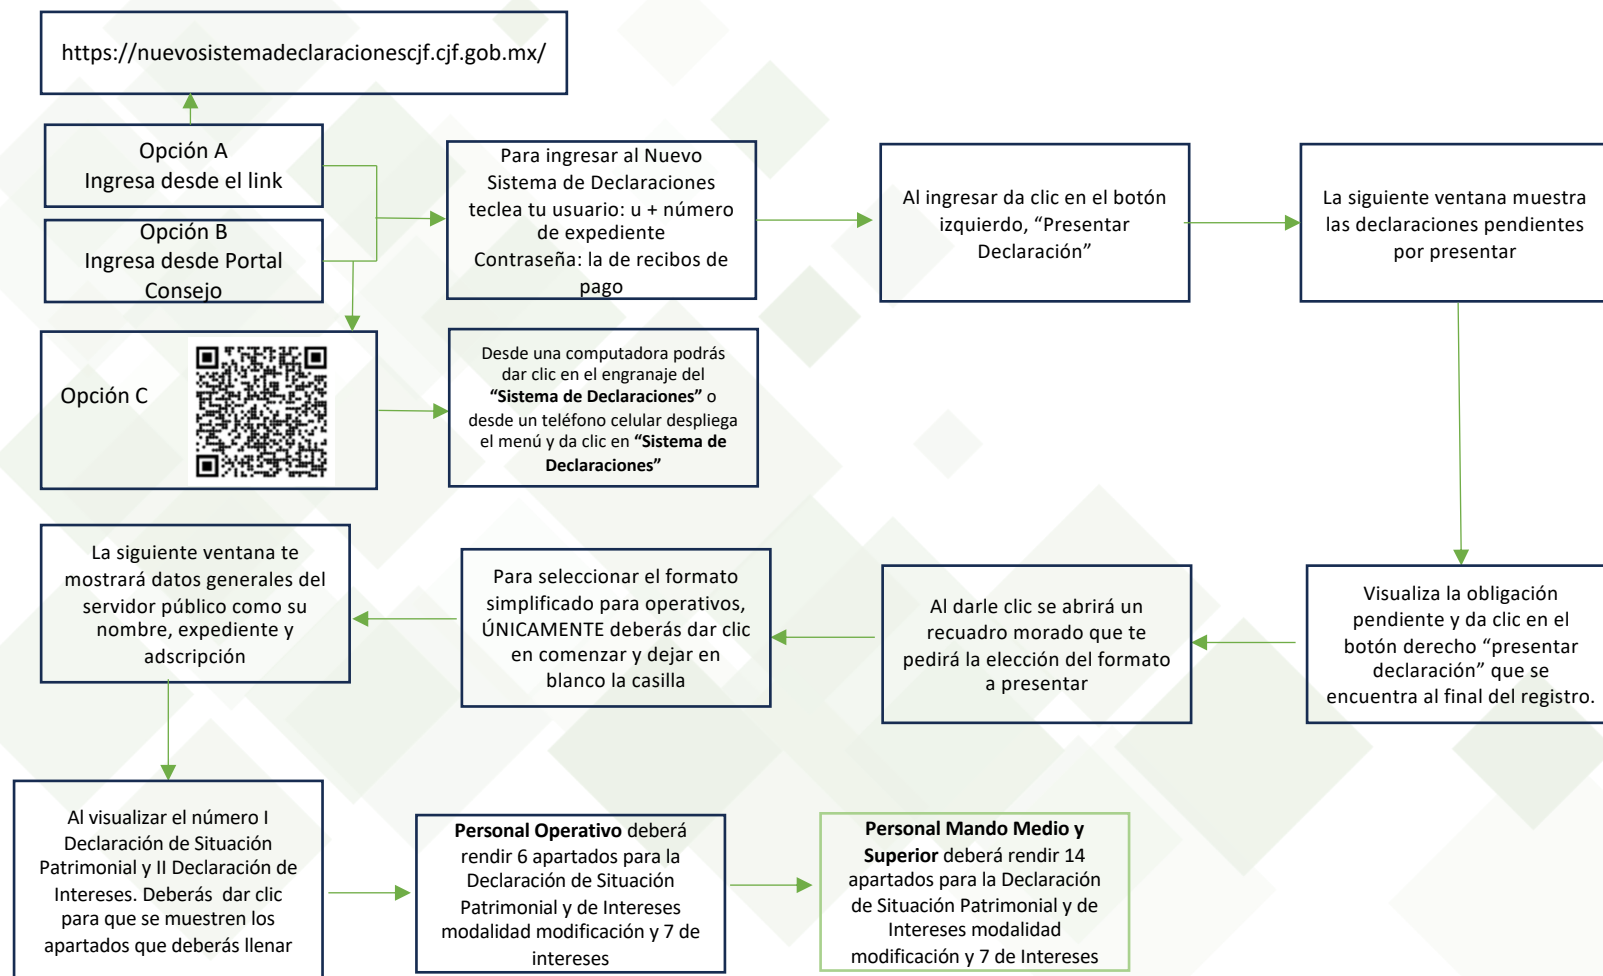 https://nuevosistemadeclaracionescjf.cjf.gob.mx/
Opción A
Ingresa desde el link
Opción B
Ingresa desde Portal
Consejo
Opción C
Para ingresar al Nuevo
Sistema de Declaraciones
teclea tu usuario: u + número
de expediente
Contraseña: la de recibos de
pago
Desde una computadora podrás
dar clic en el engranaje del
“Sistema de Declaraciones” o
desde un teléfono celular despliega
el menú y da clic en “Sistema de
Declaraciones”
Al ingresar da clic en el botón
izquierdo, “Presentar
Declaración”
La siguiente ventana muestra
las declaraciones pendientes
por presentar
Visualiza la obligación
pendiente y da clic en el
botón derecho “presentar
declaración” que se
encuentra al final del registro.
Al darle clic se abrirá un
recuadro morado que te
pedirá la elección del formato
a presentar
Para seleccionar el formato
simplificado para operativos,
ÚNICAMENTE deberás dar clic
en comenzar y dejar en
blanco la casilla
La siguiente ventana te
mostrará datos generales del
servidor público como su
nombre, expediente y
adscripción
Al visualizar el número I
Declaración de Situación
Patrimonial y II Declaración de
Intereses. Deberás dar clic
para que se muestren los
apartados que deberás llenar
Personal Operativo deberá
rendir 6 apartados para la
Declaración de Situación
Patrimonial y de Intereses
modalidad modificación y 7 de
intereses
Personal Mando Medio y
Superior deberá rendir 14
apartados para la Declaración
de Situación Patrimonial y de
Intereses modalidad
modificación y 7 de Intereses